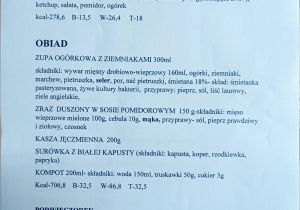 ketchup, sałata, pomidor, ogórek
kcal-278,6 B-13,5 W-26,4 T-18
OBIAD
ZUPA OGÓRKOWA Z ZIEMNIAKAMI 300ml
składniki: wywar mięsny drobiowo-wieprzowy 160ml, ogórki, ziemniaki,
marchew, pietruszka, seler, por, nać pietruszki, śmietana 18%- skład: śmietanka
pasteryzowana, żywe kultury bakterii, przyprawy: pieprz, sól, liść laurowy,
ziele angielskie,
ZRAZ DUSZONY W SOSIE POMIDOROWYM 150 g-składniki: mięso
wieprzowe mielone 100g, cebula 10g, mąka, przyprawy- sól, pieprz prawdziwy
i ziołowy, czosnek
KASZA JĘCZMIENNA 200g
SURÓWKA Z BIAŁEJ KAPUSTY (składniki: kapusta, koper, rzodkiewka,
papryka)
KOMPOT 200ml- składniki: woda 150ml, truskawki 50g, cukier 3g
Kcal-706,8 B-32,5 W-86,8 T-32,5
PODWIECZOREK